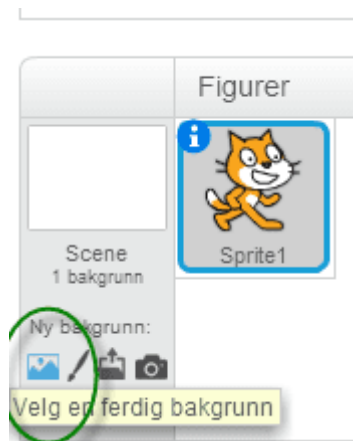 Figurer
i
Sprite1
Scene
1 bakgrunn
Ny bakgrunn:
Velg en ferdig bakgrunn